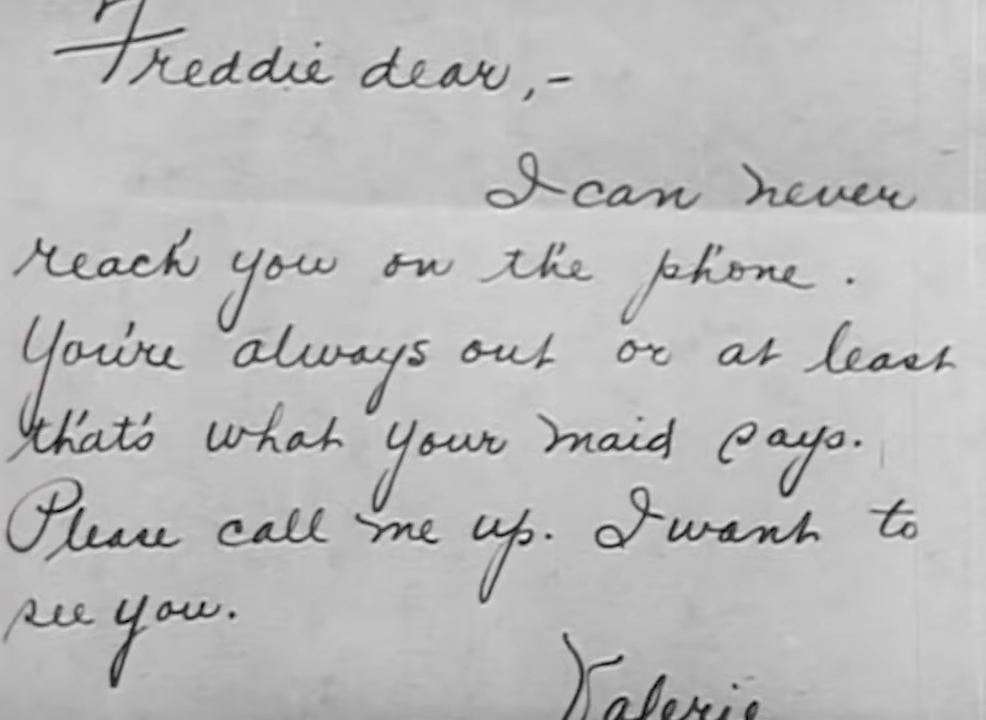 Freddie dear,-
I can never
reach you on the phone.
You're always out or at least
that's what your maid says.
Please call me up. I want to
see you.
Valerie